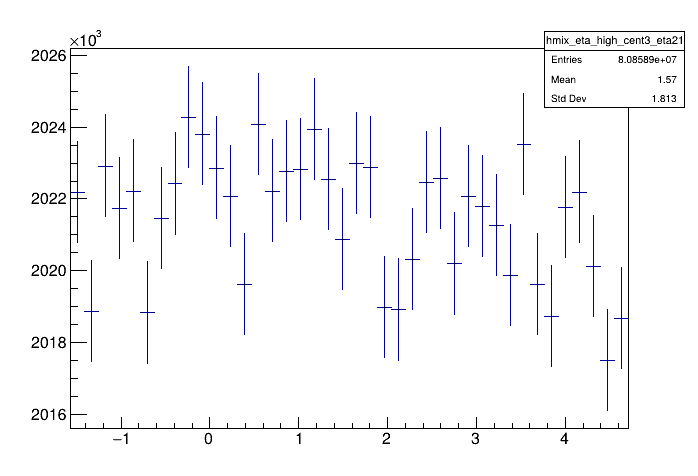 ×10³
hmix_eta_high_cent3_eta21
Entries 8.08589e+07
Mean 1.57
Std Dev 1.813
2026
2024
2022
2020
2018
2016
−1 0 1 2 3 4